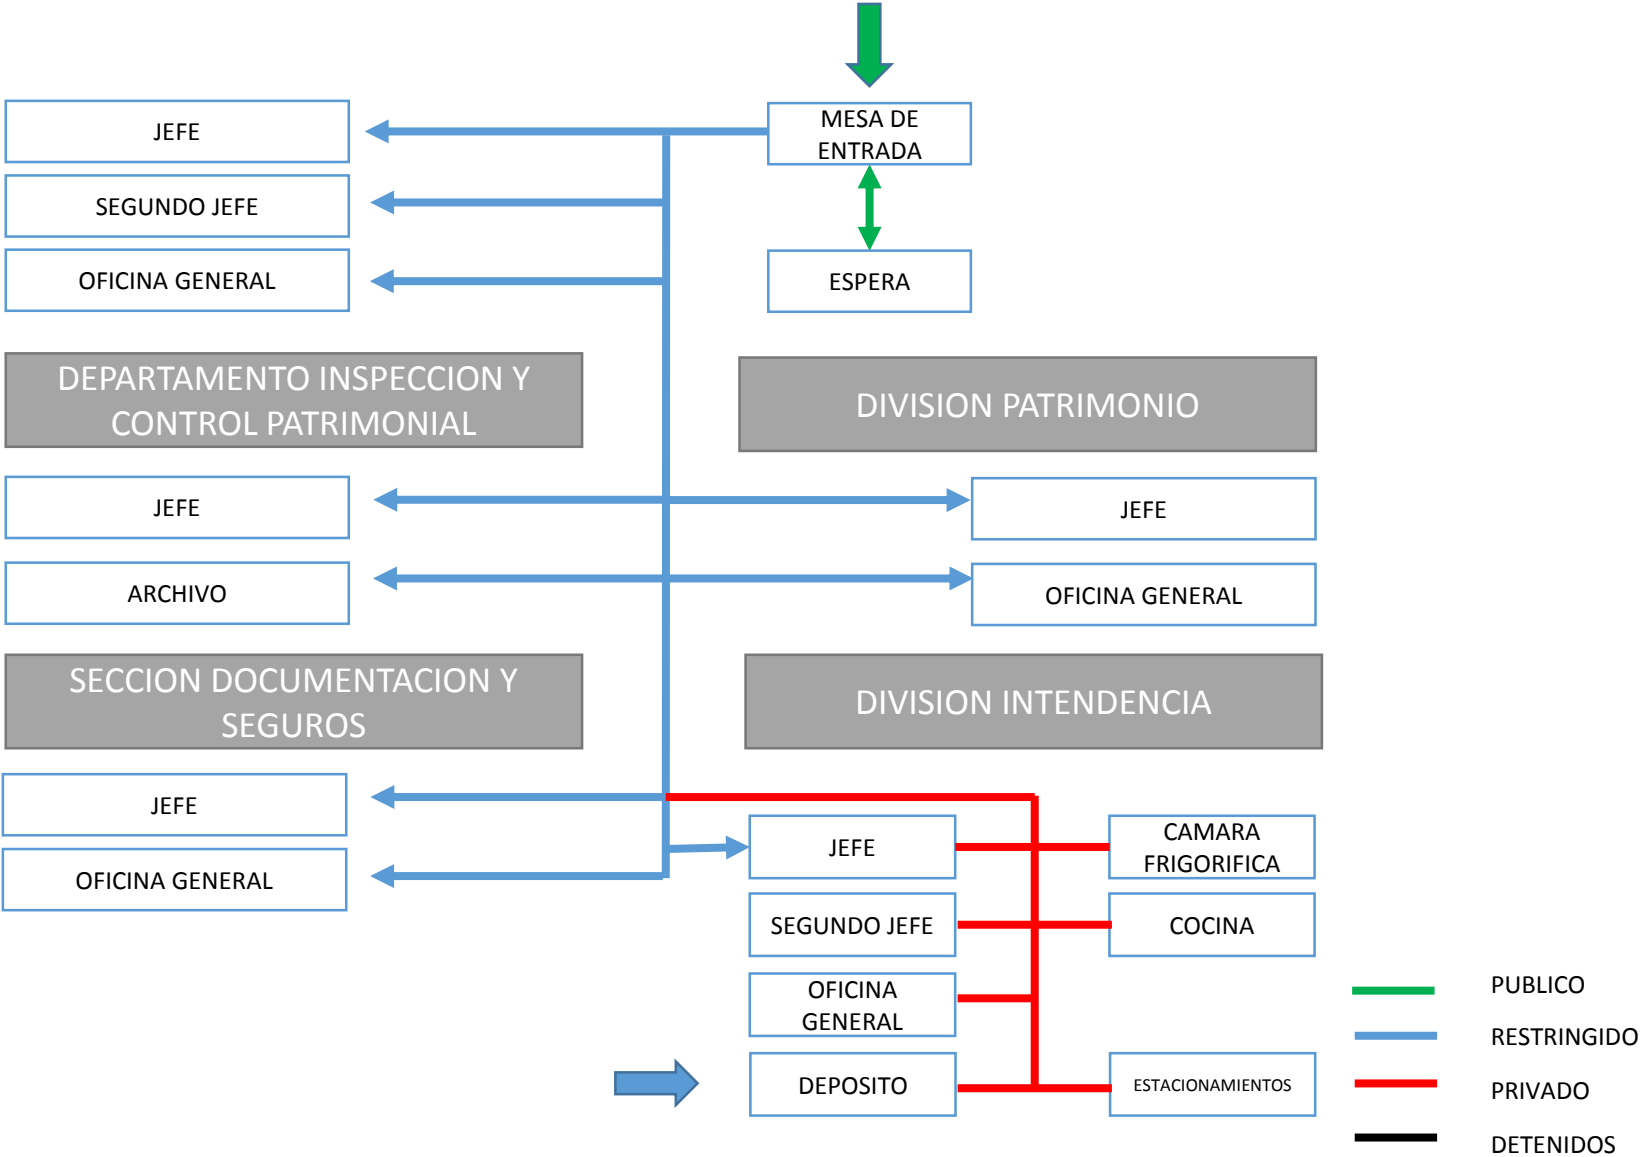 MESA DE
ENTRADA
JEFE
SEGUNDO JEFE
OFICINA GENERAL
ESPERA
DEPARTAMENTO INSPECCION Y
CONTROL PATRIMONIAL
DIVISION PATRIMONIO
JEFE
JEFE
ARCHIVO
OFICINA GENERAL
SECCION DOCUMENTACION Y
SEGUROS
DIVISION INTENDENCIA
JEFE
OFICINA GENERAL
JEFE
CAMARA
FRIGORIFICA
SEGUNDO JEFE
COCINA
OFICINA
GENERAL
DEPOSITO
ESTACIONAMIENTOS
PUBLICO
RESTRINGIDO
PRIVADO
DETENIDOS